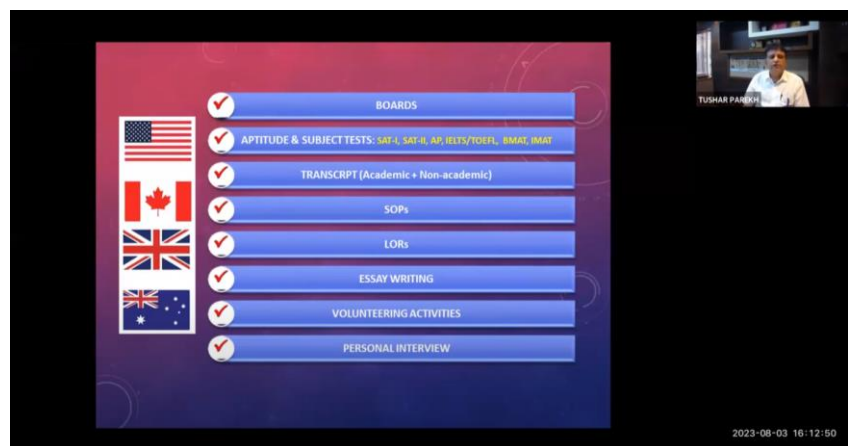 BOARDS
APTITUDE & SUBJECT TESTS: SAT-I, SAT-II, AP, IELTS/TOEFL, BMAT, IMAT
TRANSCRPT (Academic + Non-academic)
SOPs
LORs
ESSAY WRITING
VOLUNTEERING ACTIVITIES
PERSONAL INTERVIEW
TUSHAR PAREKH
2023-08-03 16:12:50